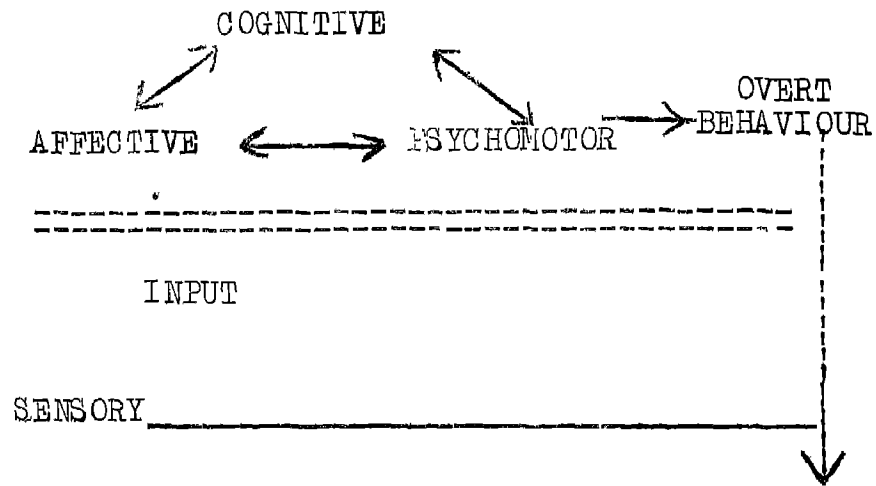 COGNITIVE
OVERT
BEHAVIOUR
AFFECTIVE
PSYCHOMOTOR
INPUT
SENSORY